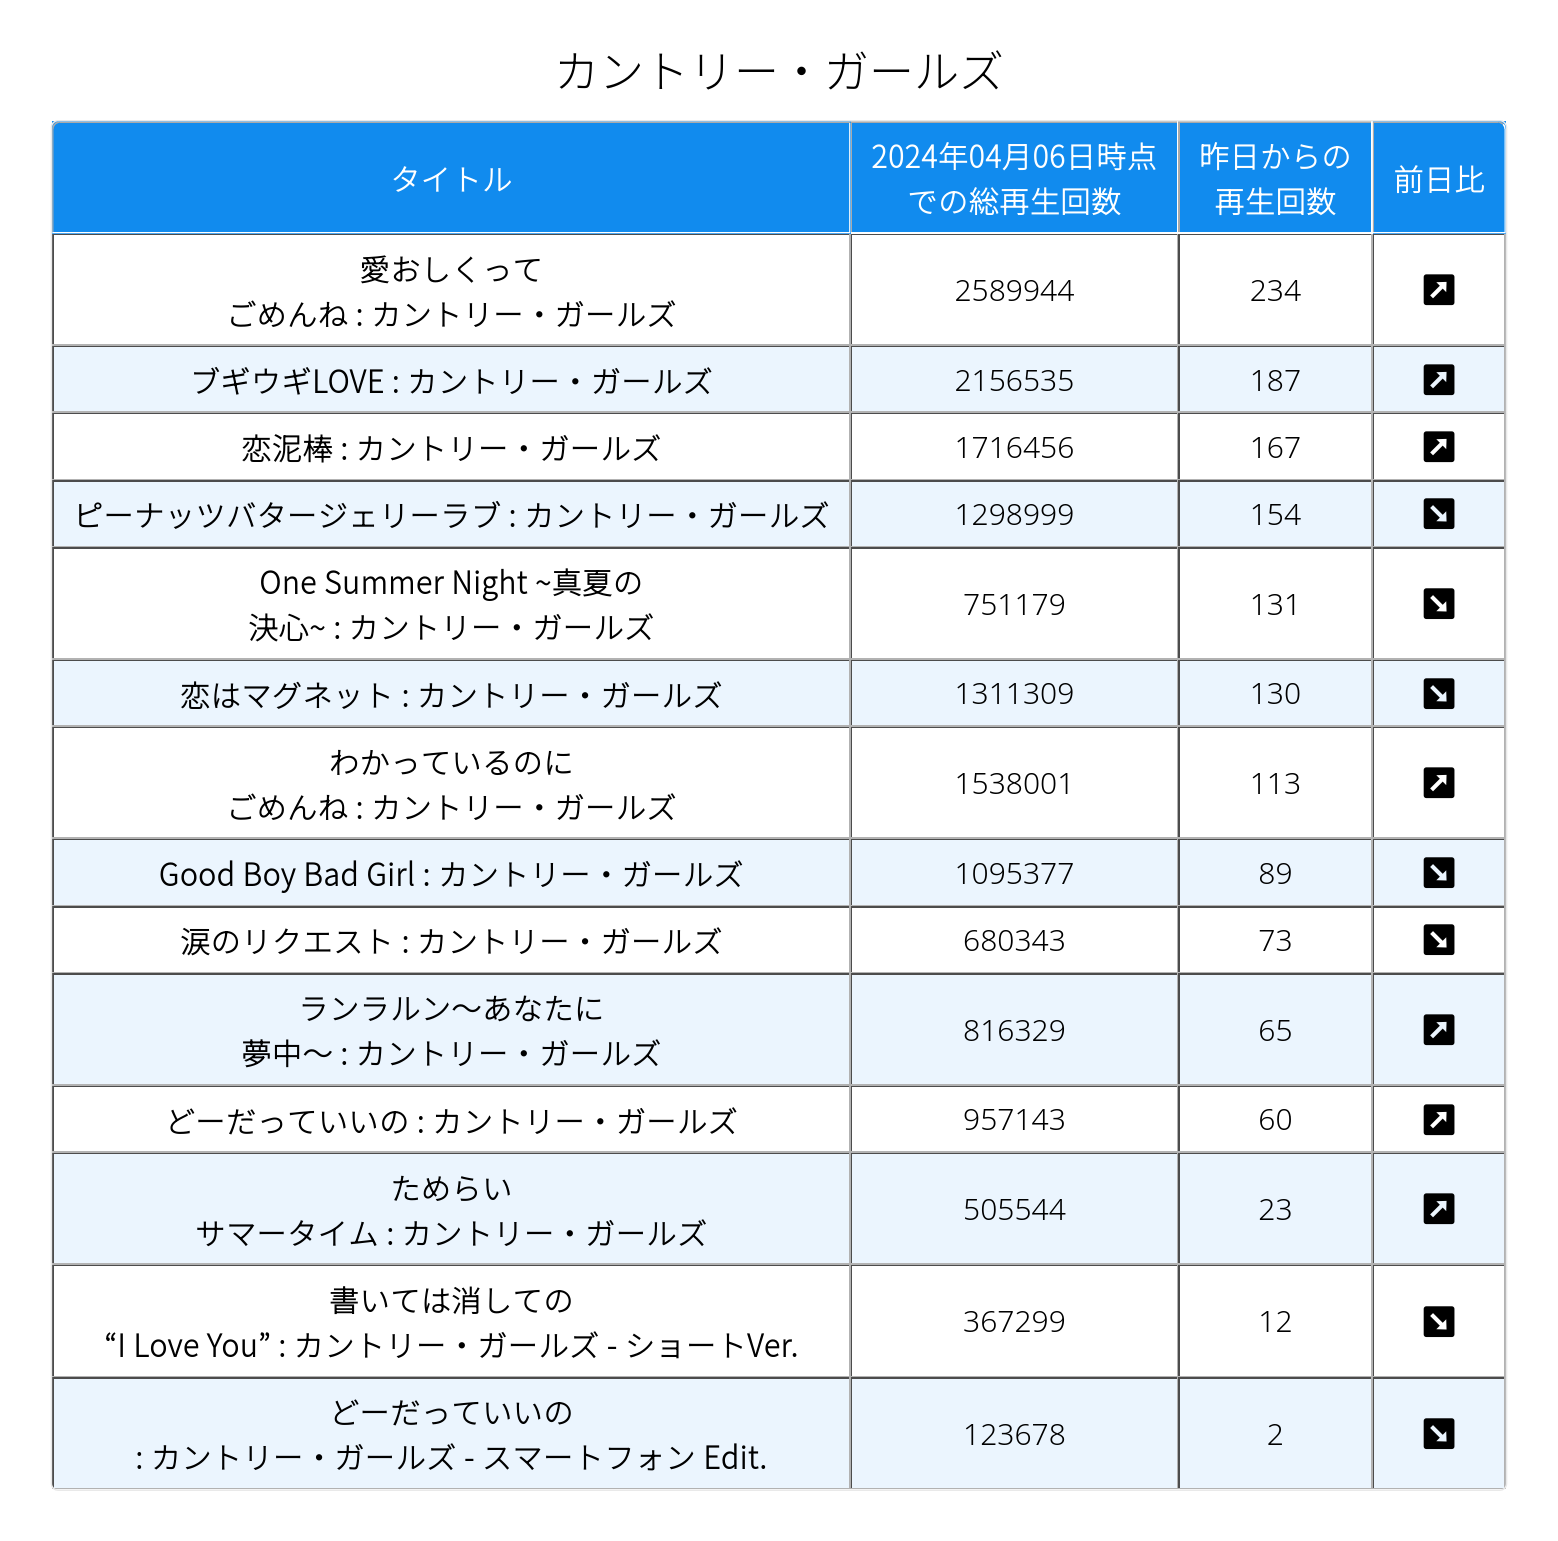 カントリー・ガールズ
タイトル
2024年04月06日時点
での総再生回数
昨日からの
再生回数
前日比
愛おしくって
ごめんね : カントリー・ガールズ
2589944
234
ブギウギLOVE : カントリー・ガールズ
2156535
187
恋泥棒 : カントリー・ガールズ
1716456
167
ピーナッツバタージェリーラブ : カントリー・ガールズ
1298999
154
One Summer Night ~真夏の
決心~ : カントリー・ガールズ
751179
131
恋はマグネット : カントリー・ガールズ
1311309
130
わかっているのに
ごめんね : カントリー・ガールズ
1538001
113
Good Boy Bad Girl : カントリー・ガールズ
1095377
89
涙のリクエスト : カントリー・ガールズ
680343
73
ランラルン～あなたに
夢中～ : カントリー・ガールズ
816329
65
どーだっていいの : カントリー・ガールズ
957143
60
ためらい
サマータイム : カントリー・ガールズ
505544
23
書いては消しての
“I Love You” : カントリー・ガールズ - ショートVer.
367299
12
どーだっていいの
: カントリー・ガールズ - スマートフォン Edit.
123678
2